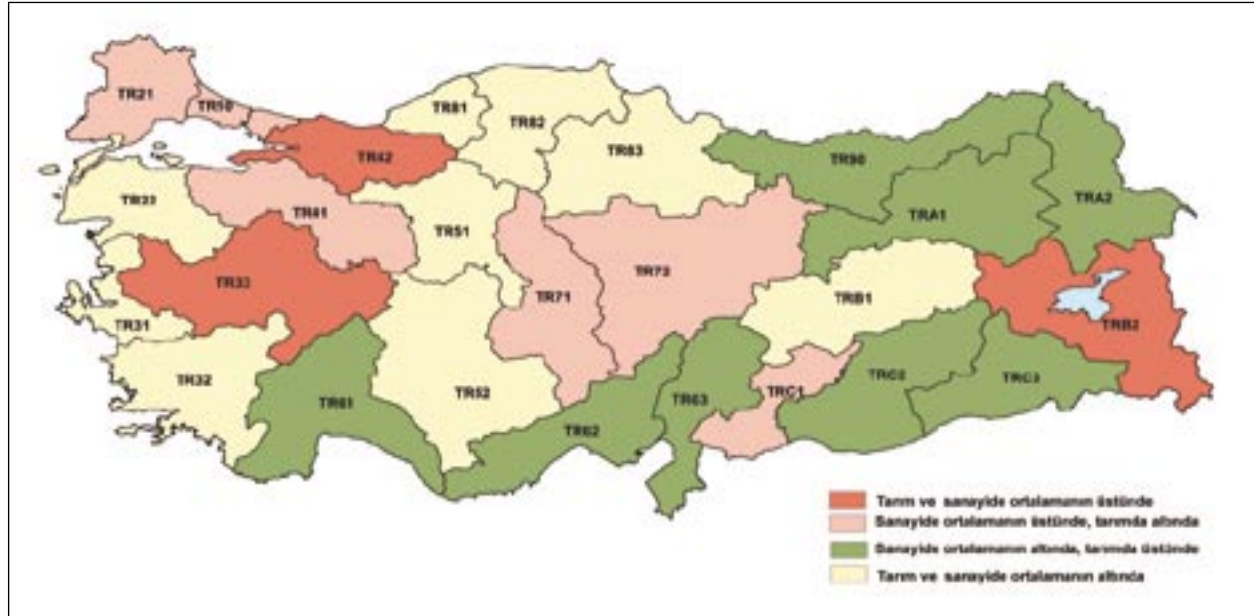 TR21
TR10
TR42
TR81
TR82
TR83
TR90
TRA1
TRA2
TR22
TR41
TR51
TR33
TR71
TR72
TRB1
TRB2
TR31
TR32
TR61
TR52
TR62
TR63
TRC1
TRC2
TRC3
Tarım ve sanayide ortalamanın üstünde
Sanayide ortalamanın üstünde, tarımda altında
Sanayide ortalamanın altında, tarımda üstünde
Tarım ve sanayide ortalamanın altında